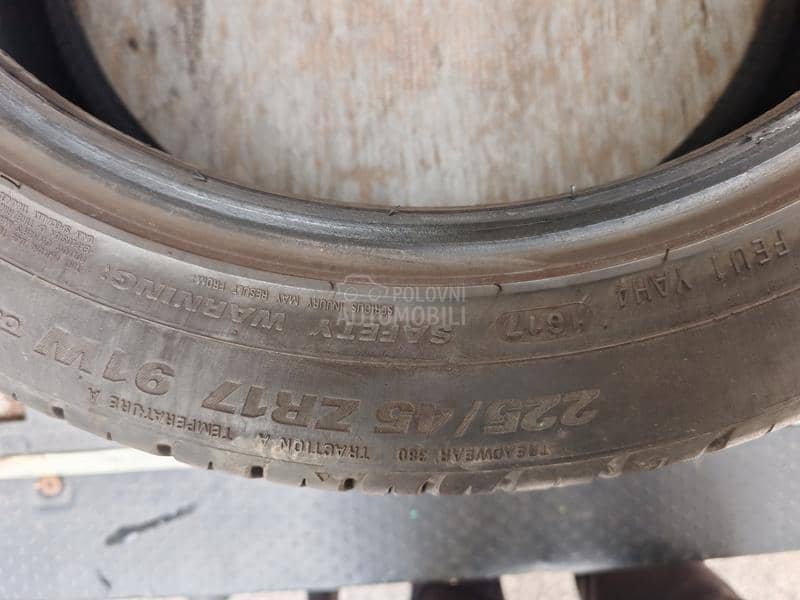 FEU1 YAH4
1617
SAFETY WARNING:
SERIOUS INJURY MAY RESULT FROM:
225/45 ZR17 91W
TREADWEAR 360 TRACTION A TEMPERATURE A
POLOVNI
AUTOMOBILI